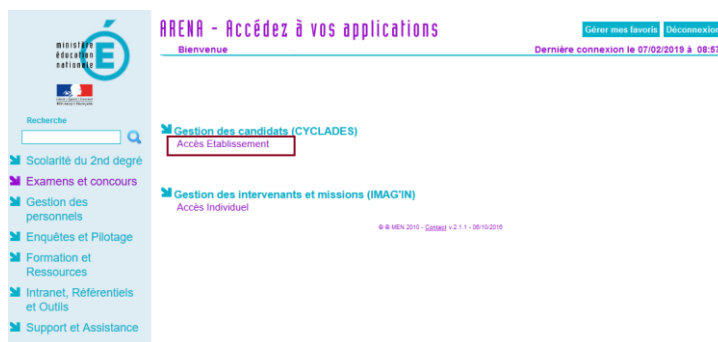 ARENA - Accédez à vos applications
Gérer mes favoris
Déconnexion
Bienvenue
Dernière connexion le 07/02/2019 à 08:57
ministère
éducation
nationale
Recherche
Scolarité du 2nd degré
Examens et concours
Gestion des
personnels
Enquêtes et Pilotage
Formation et
Ressources
Intranet, Référentiels
et Outils
Support et Assistance
Gestion des candidats (CYCLADES)
Accès Etablissement
Gestion des intervenants et missions (IMAG'IN)
Accès Individuel
MEN 2010 - Contact v.2.1.1 - 06/10/2016